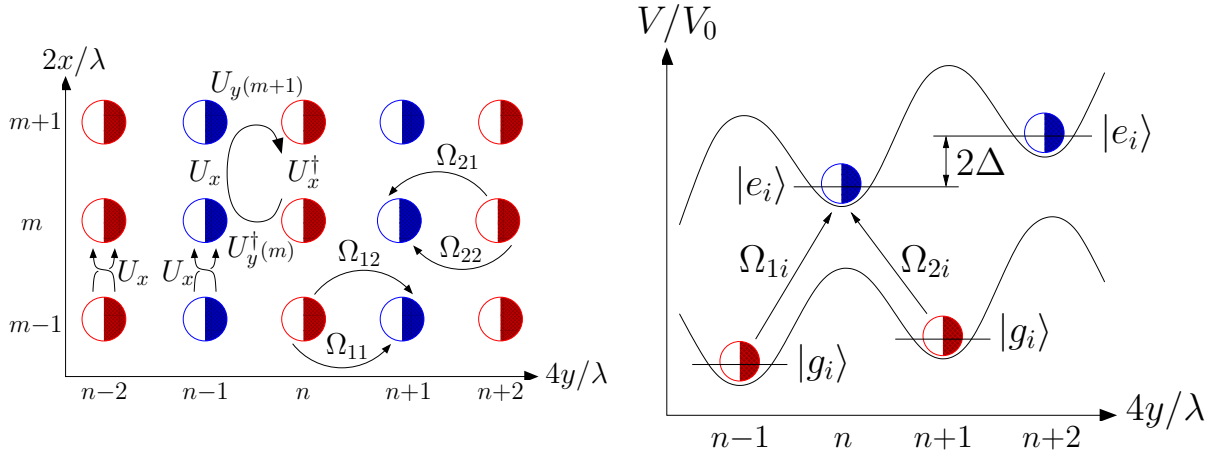 2x/λ
U_{y(m+1)}
m+1
U_x
U_x^†
Ω_{21}
m
U_{y(m)}^†
Ω_{22}
U_x
U_x
Ω_{12}
m−1
Ω_{11}
4y/λ
n−2
n−1
n
n+1
n+2
V/V_0
|e_i⟩
2Δ
|e_i⟩
Ω_{1i}
Ω_{2i}
|g_i⟩
|g_i⟩
4y/λ
n−1
n
n+1
n+2